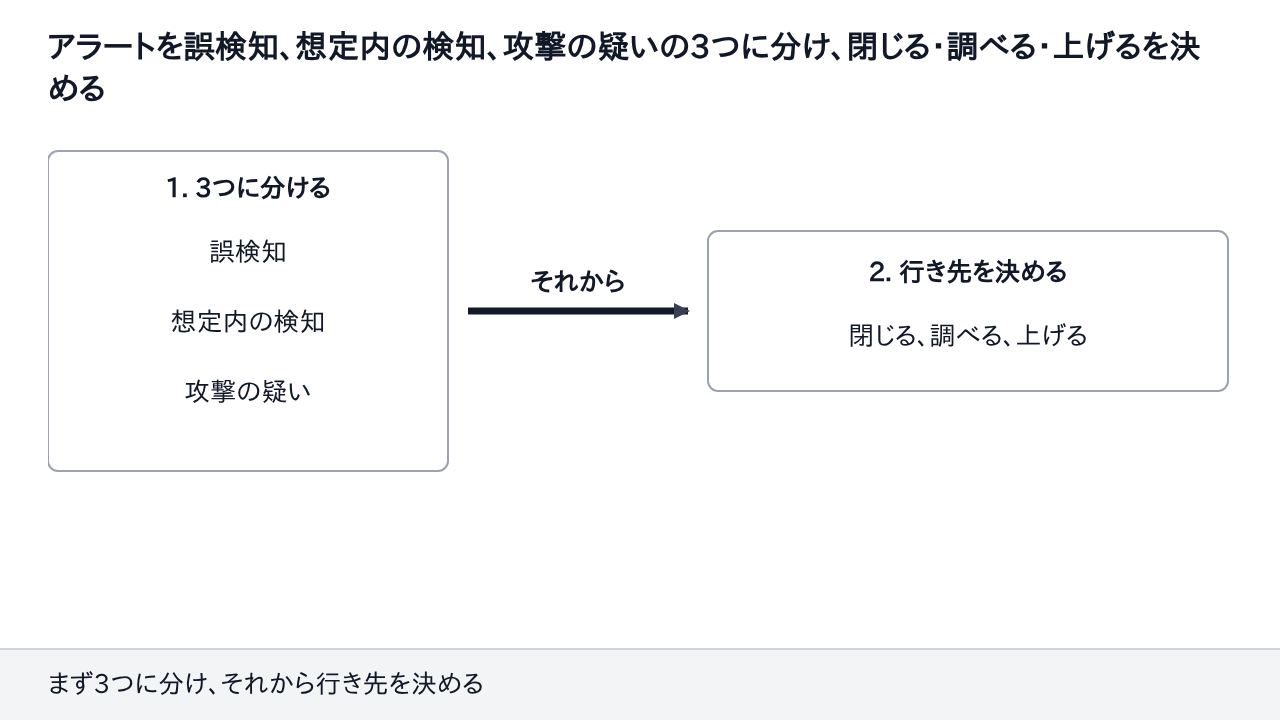 アラートを誤検知、想定内の検知、攻撃の疑いの3つに分け、閉じる・調べる・上げるを決
める
1. 3つに分ける
誤検知
想定内の検知
攻撃の疑い
それから
2. 行き先を決める
閉じる、調べる、上げる
まず3つに分け、それから行き先を決める